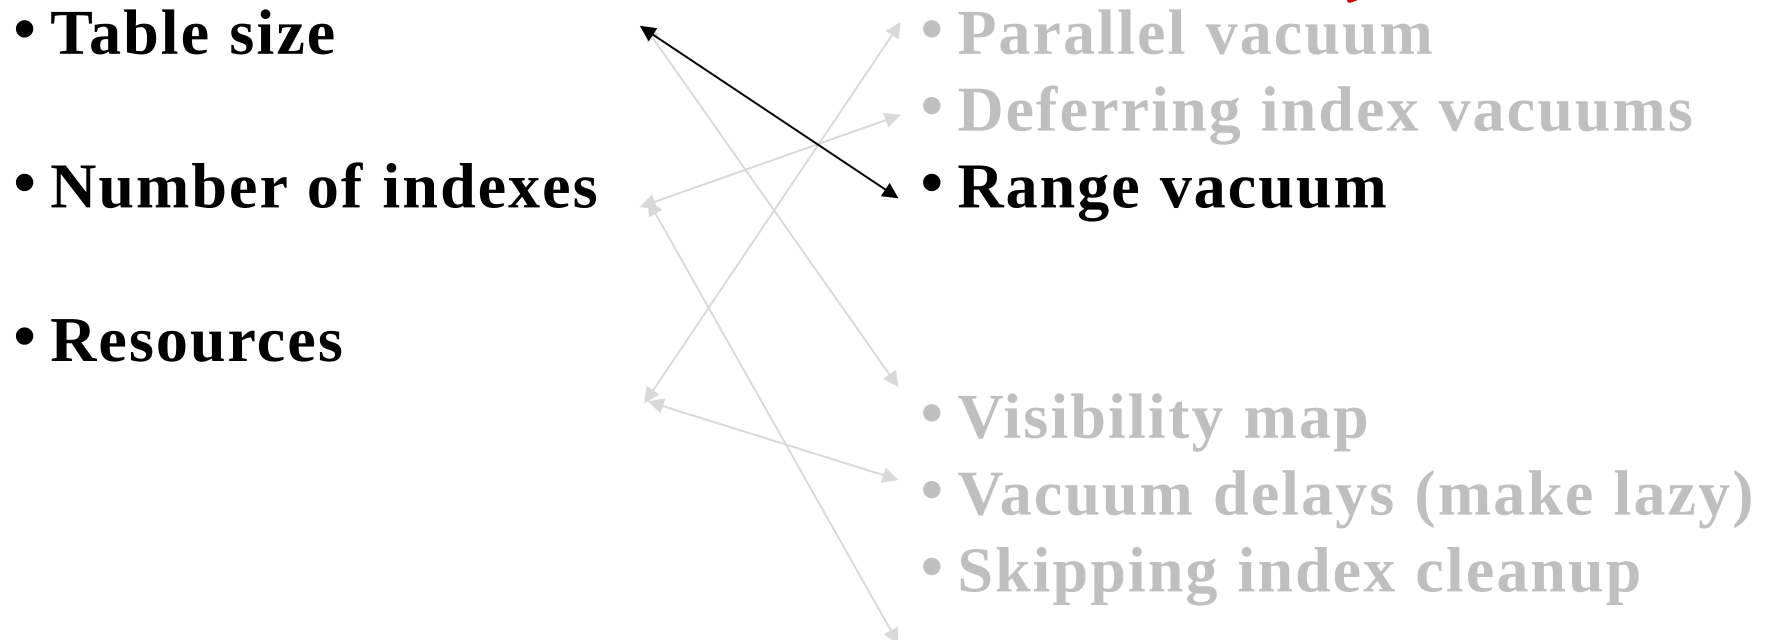 • Table size
• Number of indexes
• Resources
• Parallel vacuum
• Deferring index vacuums
• Range vacuum
• Visibility map
• Vacuum delays (make lazy)
• Skipping index cleanup